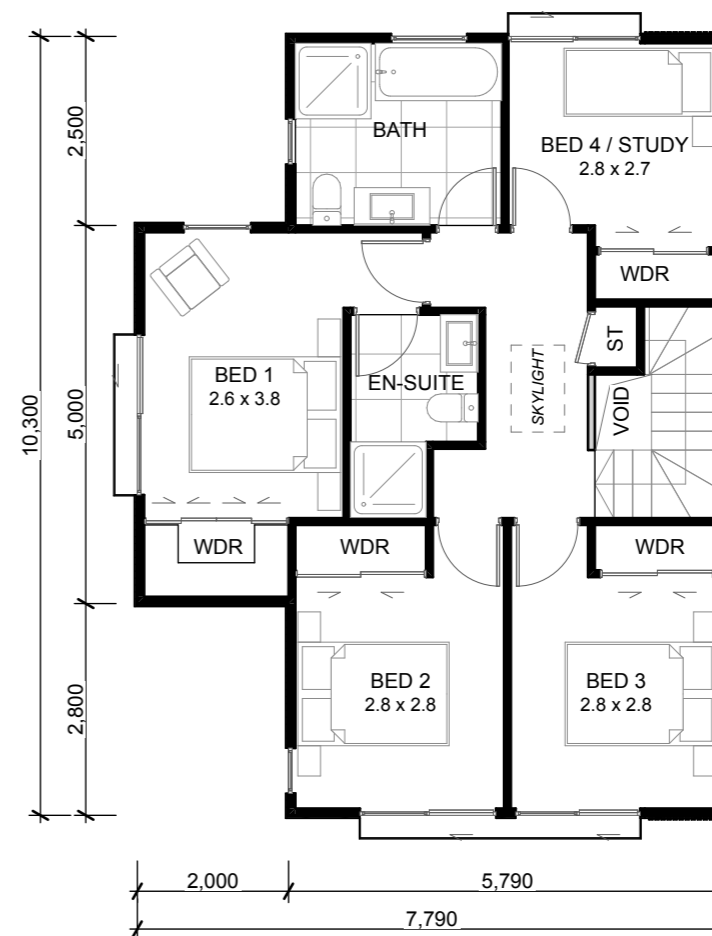 BATH
BED 4 / STUDY
2.8 x 2.7
WDR
BED 1
2.6 x 3.8
EN-SUITE
SKYLIGHT
ST
VOID
WDR
WDR
WDR
BED 2
2.8 x 2.8
BED 3
2.8 x 2.8
10,300
2,500
5,000
2,800
2,000
5,790
7,790